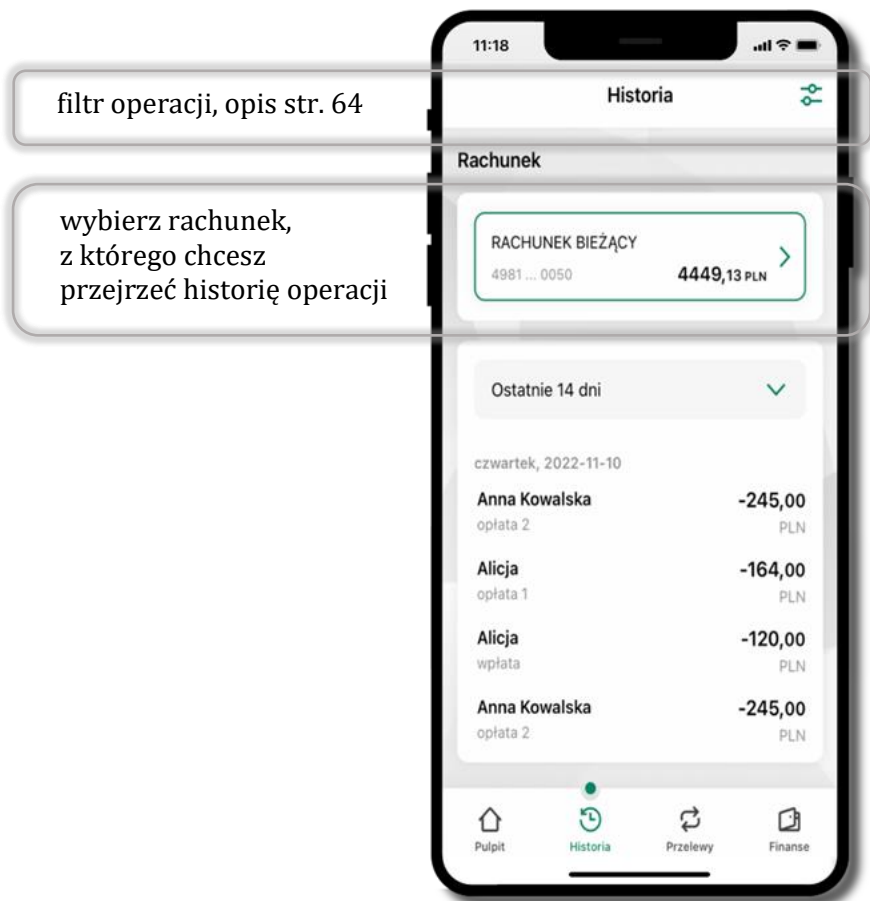 11:18
filtr operacji, opis str. 64
Historia
Rachunek
wybierz rachunek,
z którego chcesz
przejrzeć historię operacji
RACHUNEK BIEŻĄCY
4981 ... 0050 4449,13 PLN
Ostatnie 14 dni
czwartek, 2022-11-10
Anna Kowalska -245,00
opłata 2 PLN
Alicja -164,00
opłata 1 PLN
Alicja -120,00
wpłata PLN
Anna Kowalska -245,00
opłata 2 PLN
Pulpit Historia Przelewy Finanse